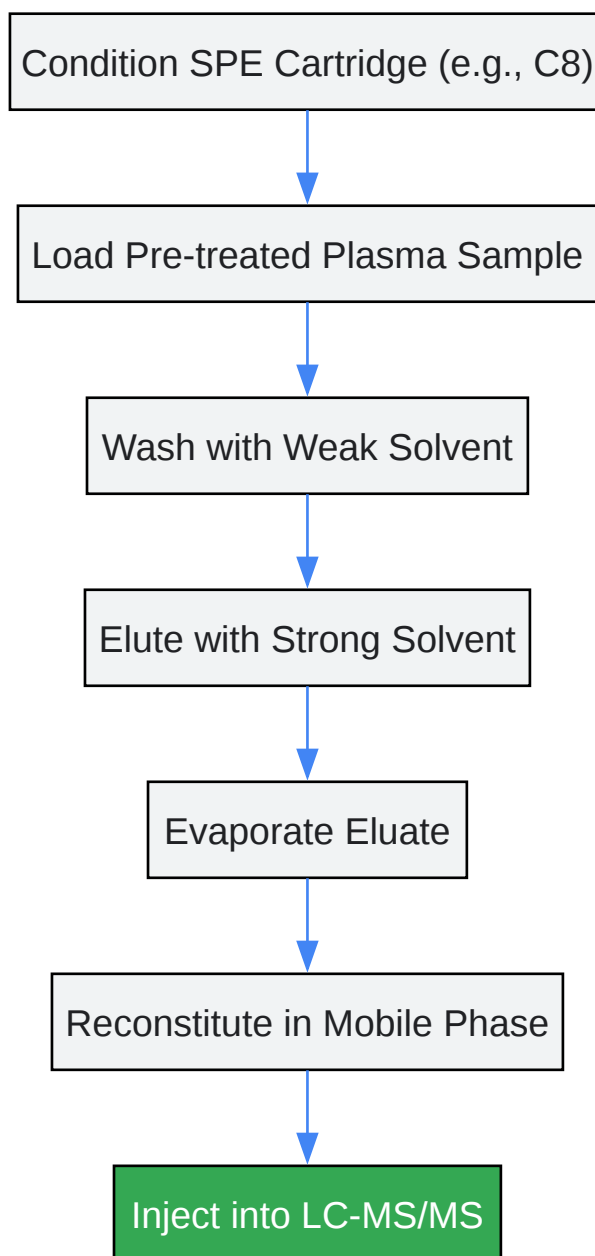 Condition SPE Cartridge (e.g., C8)
Load Pre-treated Plasma Sample
Wash with Weak Solvent
Elute with Strong Solvent
Evaporate Eluate
Reconstitute in Mobile Phase
Inject into LC-MS/MS